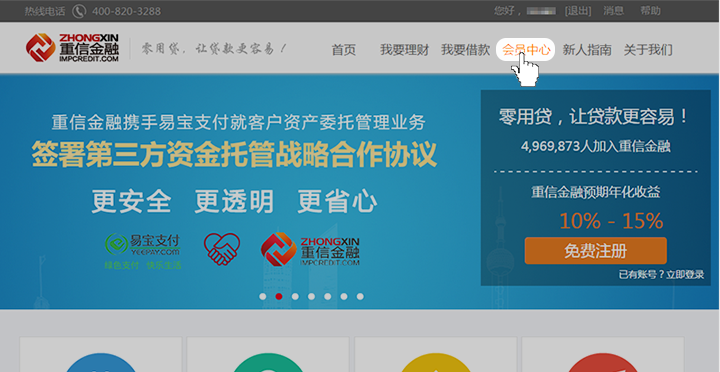 热线电话 400-820-3288 您好， [退出] 消息 帮助
ZHONGXIN
重信金融
IMPCREDIT.COM
零用贷，让贷款更容易！
首页 我要理财 我要借款 会员中心 新人指南 关于我们
重信金融携手易宝支付就客户资产委托管理业务
签署第三方资金托管战略合作协议
更安全 更透明 更省心
易宝支付
YEEPAY.COM
绿色支付 快乐生活
ZHONGXIN
重信金融
IMPCREDIT.COM
零用贷，让贷款更容易！
4,969,873人加入重信金融
重信金融预期年化收益
10% - 15%
免费注册
已有账号？立即登录